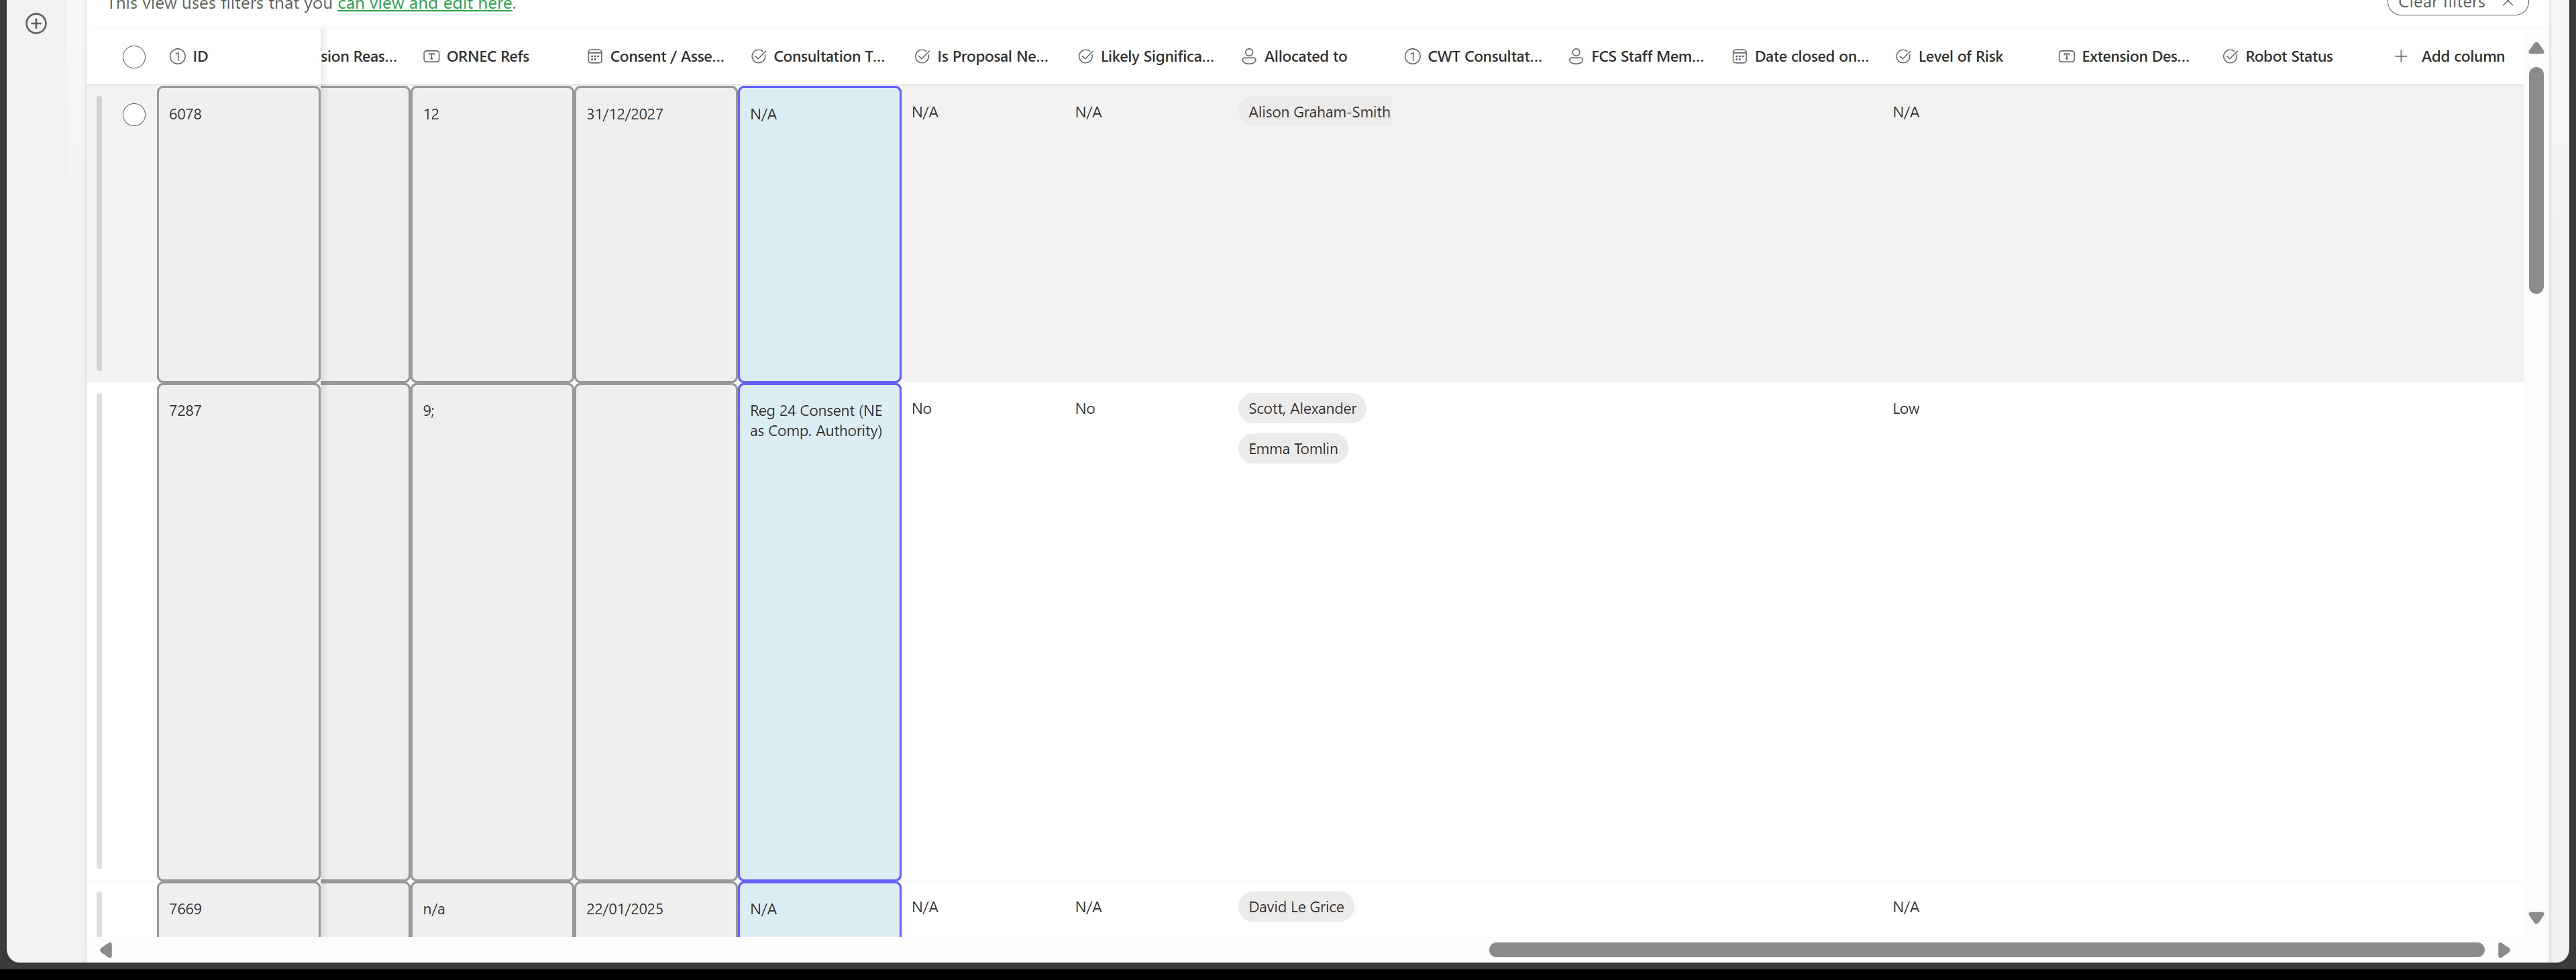 This view uses filters that you can view and edit here.
Clear filters
ID
sion Reas...
ORNEC Refs
Consent / Asse...
Consultation T...
Is Proposal Ne...
Likely Significa...
Allocated to
CWT Consultat...
FCS Staff Mem...
Date closed on...
Level of Risk
Extension Des...
Robot Status
Add column
6078
12
31/12/2027
N/A
N/A
N/A
Alison Graham-Smith
N/A
7287
9;
Reg 24 Consent (NE
as Comp. Authority)
No
No
Scott, Alexander
Emma Tomlin
Low
7669
n/a
22/01/2025
N/A
N/A
N/A
David Le Grice
N/A